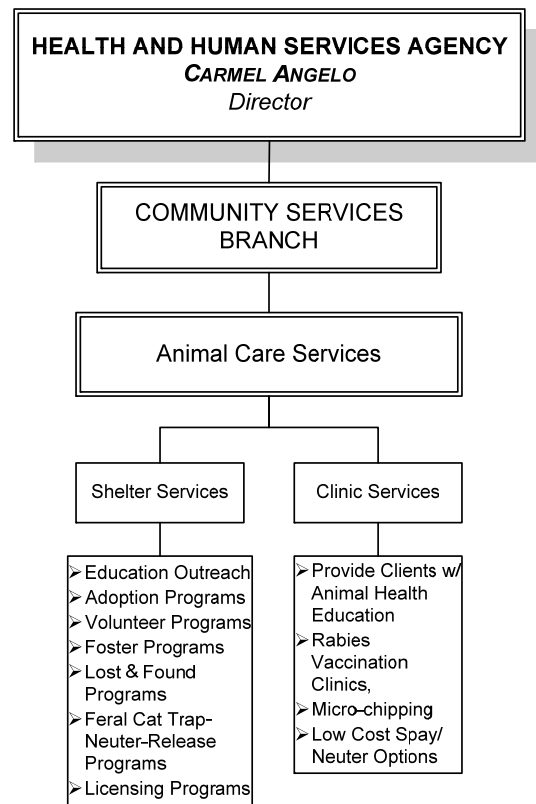 HEALTH AND HUMAN SERVICES AGENCY
CARMEL ANGELO
Director
COMMUNITY SERVICES
BRANCH
Animal Care Services
Shelter Services
Clinic Services
➢Education Outreach
➢Adoption Programs
➢Volunteer Programs
➢Foster Programs
➢Lost & Found
Programs
➢Feral Cat Trap-
Neuter–Release
Programs
➢Licensing Programs
➢Provide Clients w/
Animal Health
Education
➢Rabies
Vaccination
Clinics,
➢Micro–chipping
➢Low Cost Spay/
Neuter Options